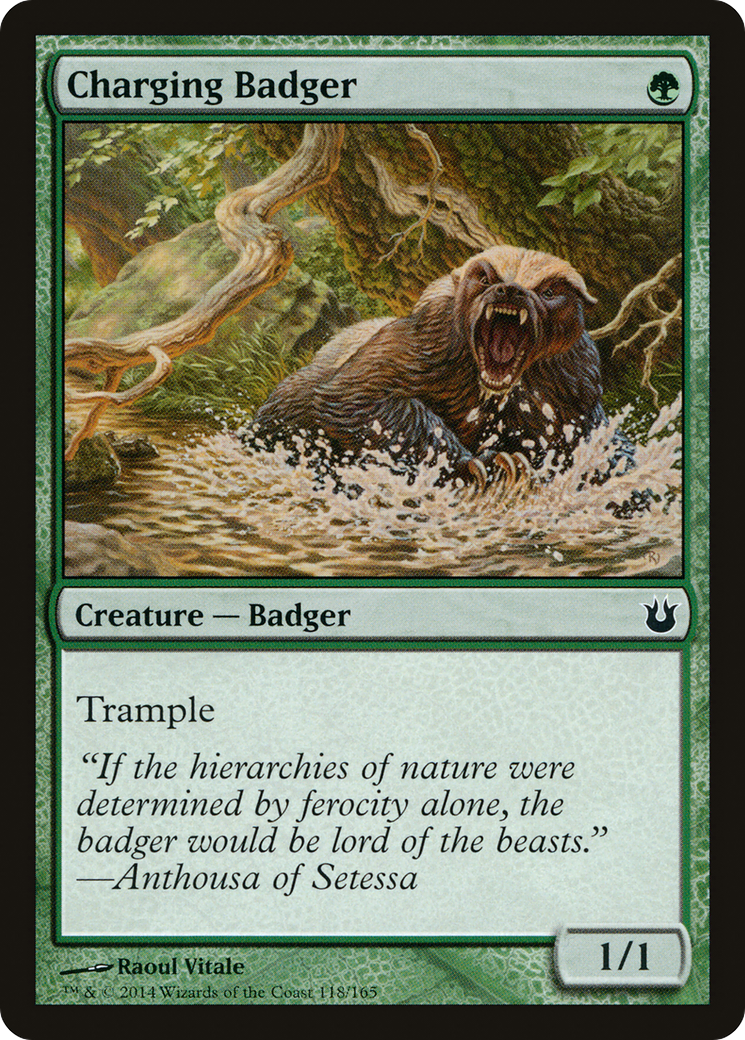 Charging Badger
RV
Creature — Badger
Trample
“If the hierarchies of nature were
determined by ferocity alone, the
badger would be lord of the beasts.”
—Anthousa of Setessa
1/1
Raoul Vitale
™ & © 2014 Wizards of the Coast 118/165